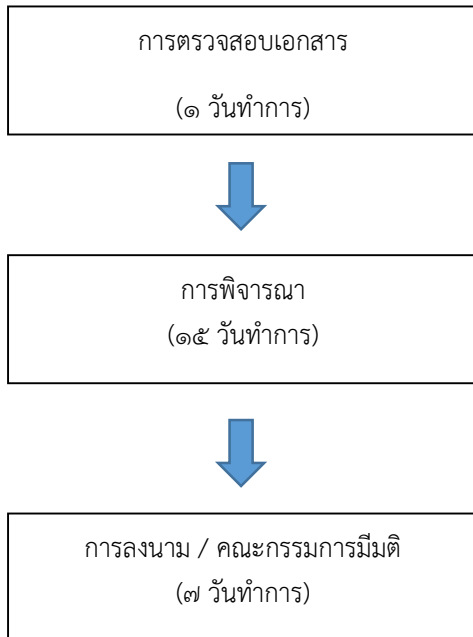 การตรวจสอบเอกสาร
(๑ วันทำการ)
การพิจารณา
(๑๕ วันทำการ)
การลงนาม / คณะกรรมการมีมติ
(๗ วันทำการ)